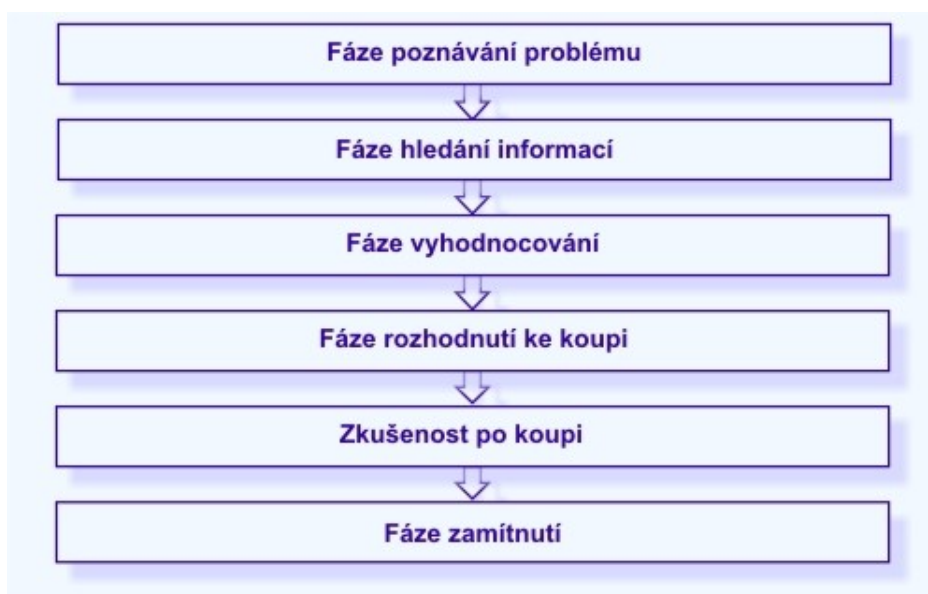 Fáze poznávání problému
Fáze hledání informací
Fáze vyhodnocování
Fáze rozhodnutí ke koupi
Zkušenost po koupi
Fáze zamítnutí